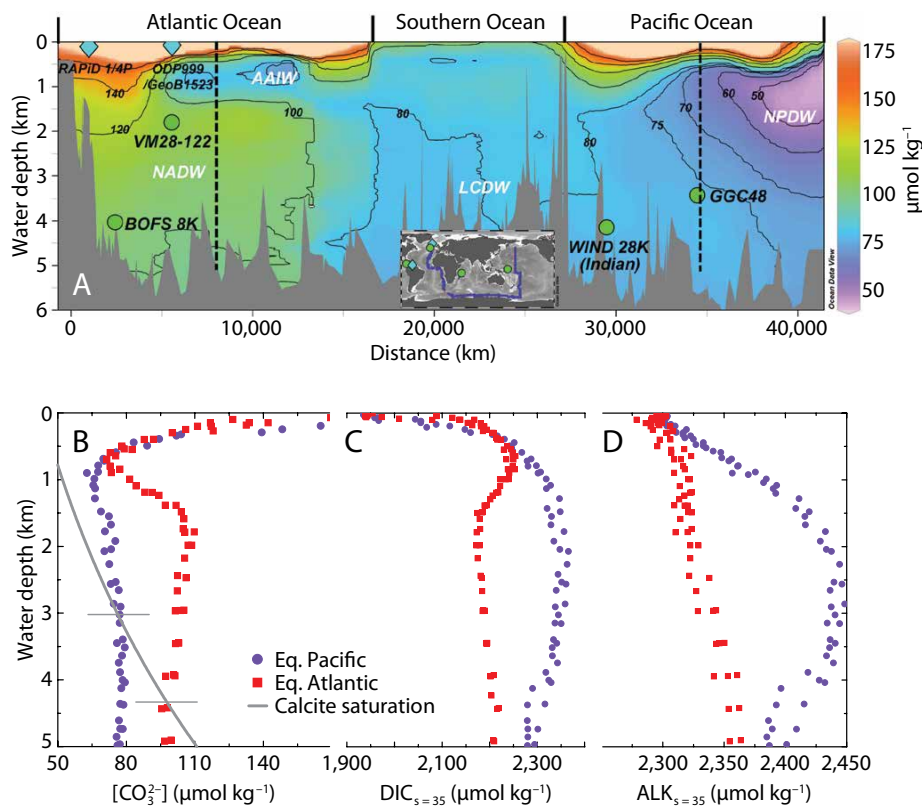 Atlantic Ocean Southern Ocean Pacific Ocean
0 1 2 3 4 5 6
Water depth (km)
RAPiD 1/4P
ODP999
/GeoB1523
AAIW
140
120
100
80
80
75
70
60
50
NPDW
VM28-122
NADW
LCDW
BOFS 8K
GGC48
WIND 28K
(Indian)
A
Ocean Data View
175
150
125
100
75
50
μmol kg⁻¹
0 10,000 20,000 30,000 40,000
Distance (km)
B
0
1
2
3
4
5
Water depth (km)
50 80 110 140
[CO₃²⁻] (μmol kg⁻¹)
Eq. Pacific
Eq. Atlantic
Calcite saturation
C
1,900 2,100 2,300
DIC s = 35 (μmol kg⁻¹)
D
2,300 2,350 2,400 2,450
ALK s = 35 (μmol kg⁻¹)